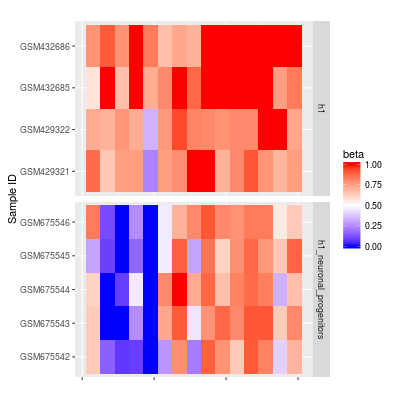 GSM432686
GSM432685
GSM429322
GSM429321
GSM675546
GSM675545
GSM675544
GSM675543
GSM675542
Sample ID
h1
h1_neuronal_progenitors
beta
1.00
0.75
0.50
0.25
0.00